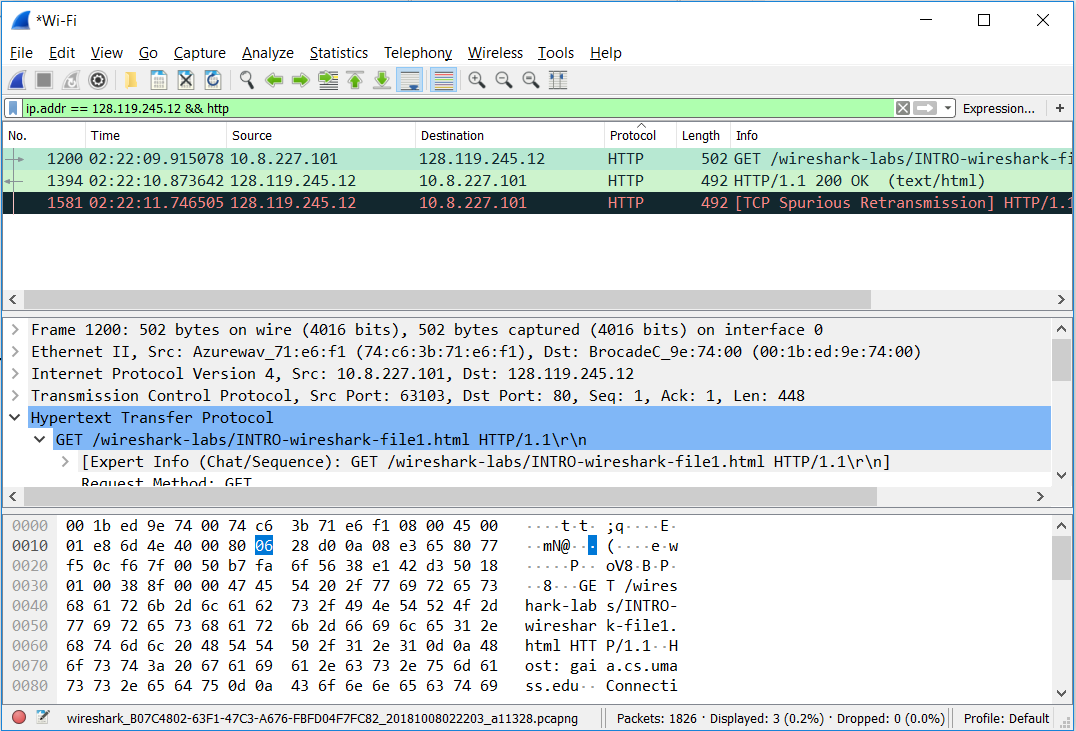 *Wi-Fi
File Edit View Go Capture Analyze Statistics Telephony Wireless Tools Help
ip.addr == 128.119.245.12 && http Expression... +
No. Time Source Destination Protocol Length Info
1200 02:22:09.915078 10.8.227.101 128.119.245.12 HTTP 502 GET /wireshark-labs/INTRO-wireshark-fi
1394 02:22:10.873642 128.119.245.12 10.8.227.101 HTTP 492 HTTP/1.1 200 OK (text/html)
1581 02:22:11.746505 128.119.245.12 10.8.227.101 HTTP 492 [TCP Spurious Retransmission] HTTP/1.1
Frame 1200: 502 bytes on wire (4016 bits), 502 bytes captured (4016 bits) on interface 0
Ethernet II, Src: Azurewav_71:e6:f1 (74:c6:3b:71:e6:f1), Dst: BrocadeC_9e:74:00 (00:1b:ed:9e:74:00)
Internet Protocol Version 4, Src: 10.8.227.101, Dst: 128.119.245.12
Transmission Control Protocol, Src Port: 63103, Dst Port: 80, Seq: 1, Ack: 1, Len: 448
Hypertext Transfer Protocol
GET /wireshark-labs/INTRO-wireshark-file1.html HTTP/1.1\r\n
[Expert Info (Chat/Sequence): GET /wireshark-labs/INTRO-wireshark-file1.html HTTP/1.1\r\n]
Request Method: GET
0000 00 1b ed 9e 74 00 74 c6 3b 71 e6 f1 08 00 45 00 ····t·t· ;q····E·
0010 01 e8 6d 4e 40 00 80 06 28 d0 0a 08 e3 65 80 77 ··mN@··· (····e·w
0020 f5 0c f6 7f 00 50 b7 fa 6f 56 38 e1 42 d3 50 18 ·····P·· oV8·B·P·
0030 01 00 38 8f 00 00 47 45 54 20 2f 77 69 72 65 73 ··8···GE T /wires
0040 68 61 72 6b 2d 6c 61 62 73 2f 49 4e 54 52 4f 2d hark-lab s/INTRO-
0050 77 69 72 65 73 68 61 72 6b 2d 66 69 6c 65 31 2e wireshar k-file1.
0060 68 74 6d 6c 20 48 54 54 50 2f 31 2e 31 0d 0a 48 html HTT P/1.1··H
0070 6f 73 74 3a 20 67 61 69 61 2e 63 73 2e 75 6d 61 ost: gai a.cs.uma
0080 73 73 2e 65 64 75 0d 0a 43 6f 6e 6e 65 63 74 69 ss.edu·· Connecti
wireshark_B07C4802-63F1-47C3-A676-FBFD04F7FC82_20181008022203_a11328.pcapng Packets: 1826 · Displayed: 3 (0.2%) · Dropped: 0 (0.0%) Profile: Default